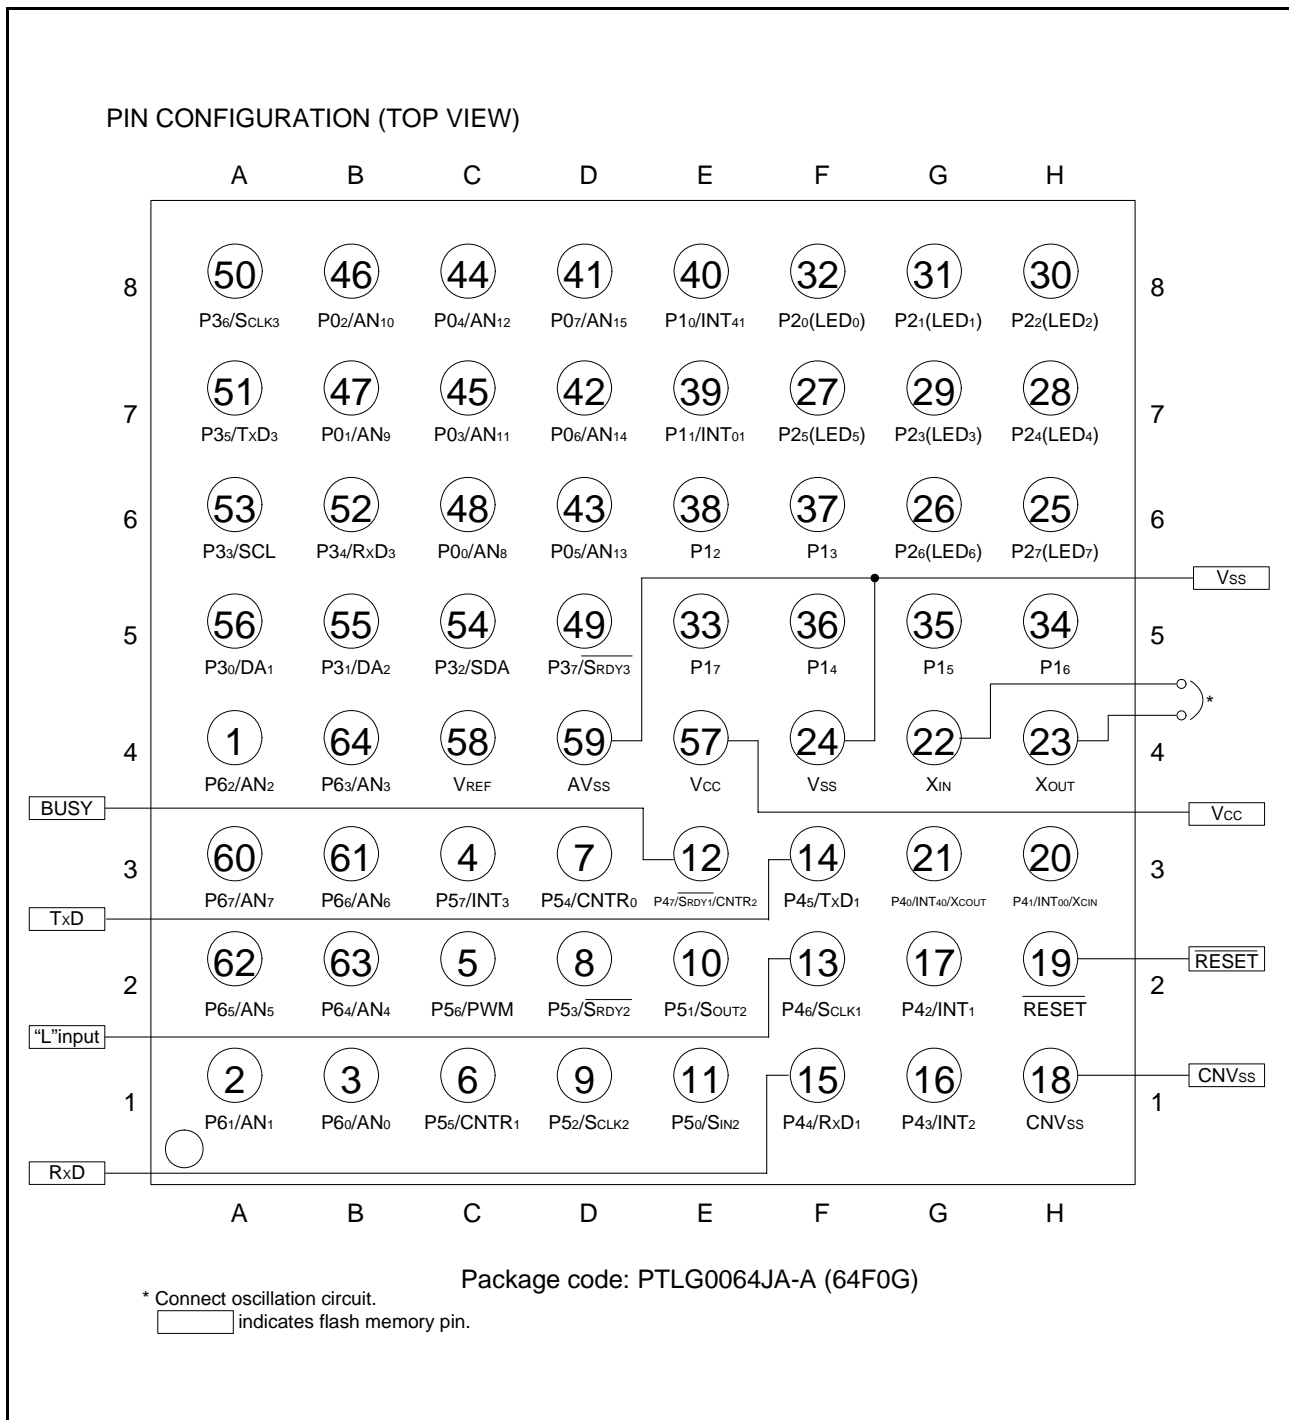 PIN CONFIGURATION (TOP VIEW)
A B C D E F G H
8 50 46 44 41 40 32 31 30 8
P36/SCLK3 P02/AN10 P04/AN12 P07/AN15 P10/INT41 P20(LED0) P21(LED1) P22(LED2)
7 51 47 45 42 39 27 29 28 7
P35/TxD3 P01/AN9 P03/AN11 P06/AN14 P11/INT01 P25(LED5) P23(LED3) P24(LED4)
6 53 52 48 43 38 37 26 25 6
P33/SCL P34/RxD3 P00/AN8 P05/AN13 P12 P13 P26(LED6) P27(LED7)
Vss
5 56 55 54 49 33 36 35 34 5
P30/DA1 P31/DA2 P32/SDA P37/SRDY3 P17 P14 P15 P16
*
4 1 64 58 59 57 24 22 23 4
P62/AN2 P63/AN3 VREF AVSS VCC VSS XIN XOUT
BUSY Vcc
3 60 61 4 7 12 14 21 20 3
P67/AN7 P66/AN6 P57/INT3 P54/CNTR0 P47/SRDY1/CNTR2 P45/TxD1 P40/INT40/XCOUT P41/INT00/XCIN
TxD
2 62 63 5 8 10 13 17 19 2 RESET
P65/AN5 P64/AN4 P56/PWM P53/SRDY2 P51/SOUT2 P46/SCLK1 P42/INT1 RESET
“L”input
1 2 3 6 9 11 15 16 18 1 CNVss
P61/AN1 P60/AN0 P55/CNTR1 P52/SCLK2 P50/SIN2 P44/RxD1 P43/INT2 CNVss
RxD
A B C D E F G H
Package code: PTLG0064JA-A (64F0G)
* Connect oscillation circuit.
indicates flash memory pin.